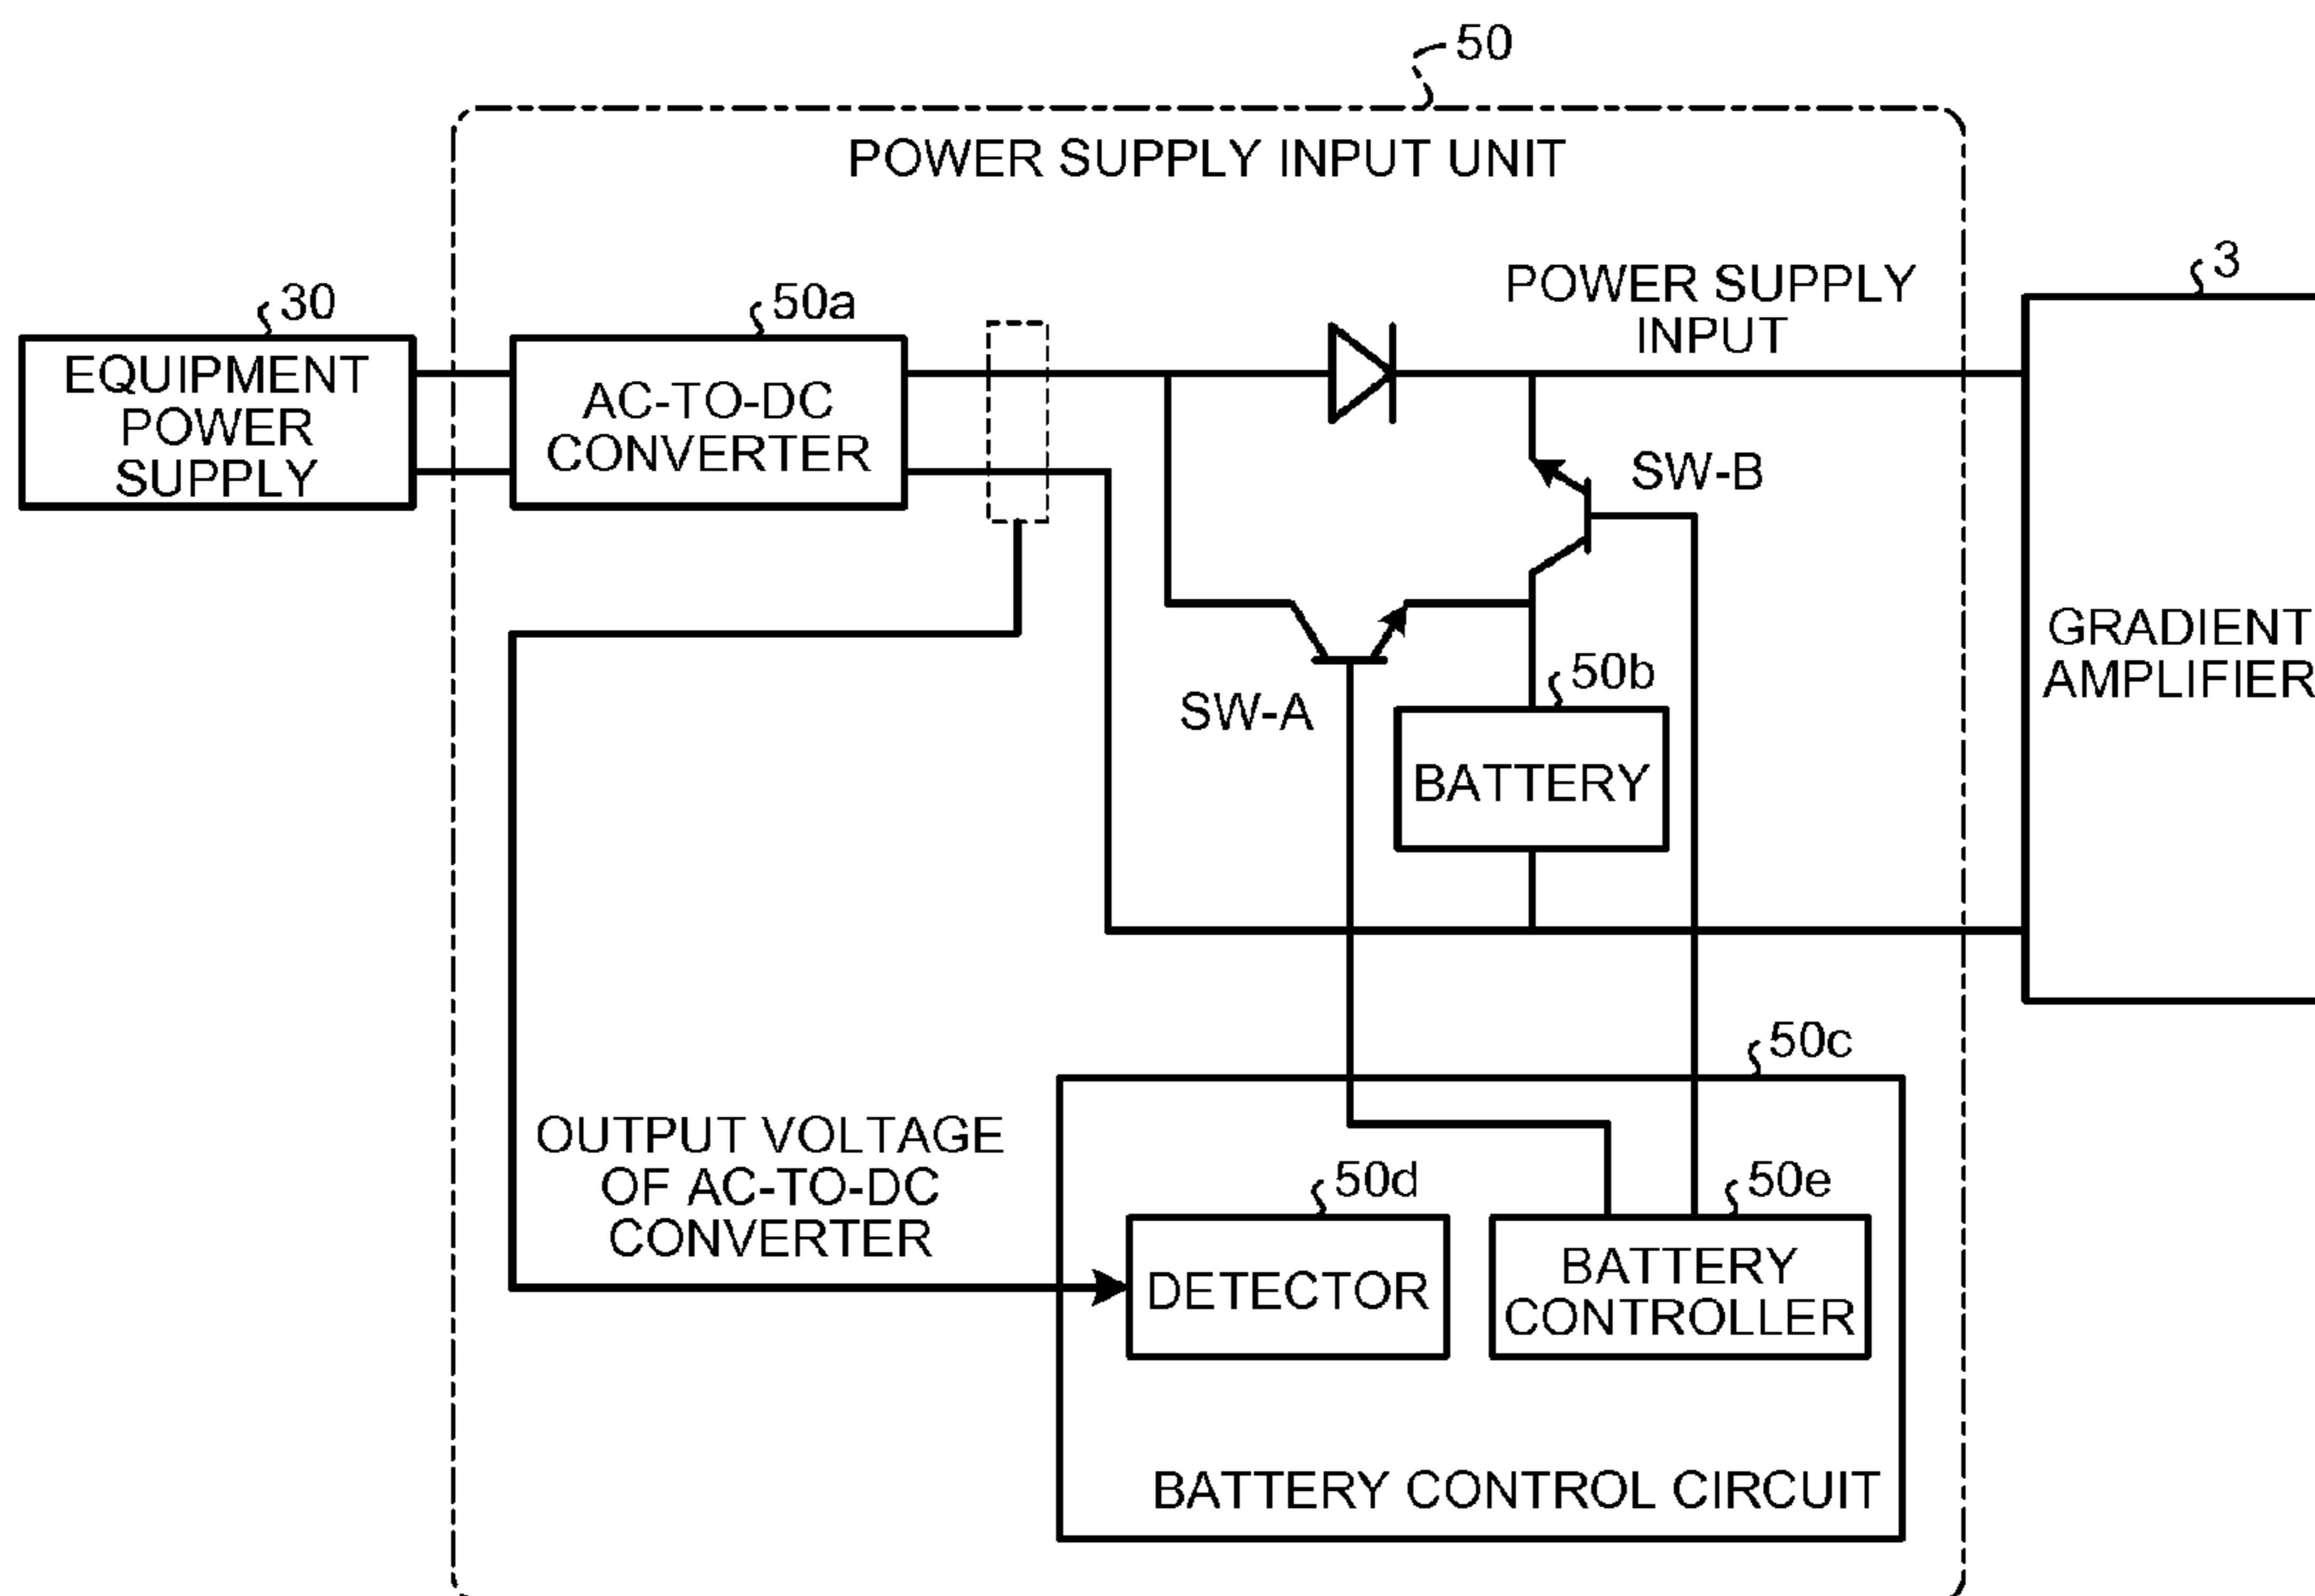 50
POWER SUPPLY INPUT UNIT
30
EQUIPMENT
POWER
SUPPLY
50a
AC-TO-DC
CONVERTER
POWER SUPPLY
INPUT
3
GRADIENT
AMPLIFIER
SW-B
SW-A
50b
BATTERY
OUTPUT VOLTAGE
OF AC-TO-DC
CONVERTER
50c
50d
DETECTOR
50e
BATTERY
CONTROLLER
BATTERY CONTROL CIRCUIT